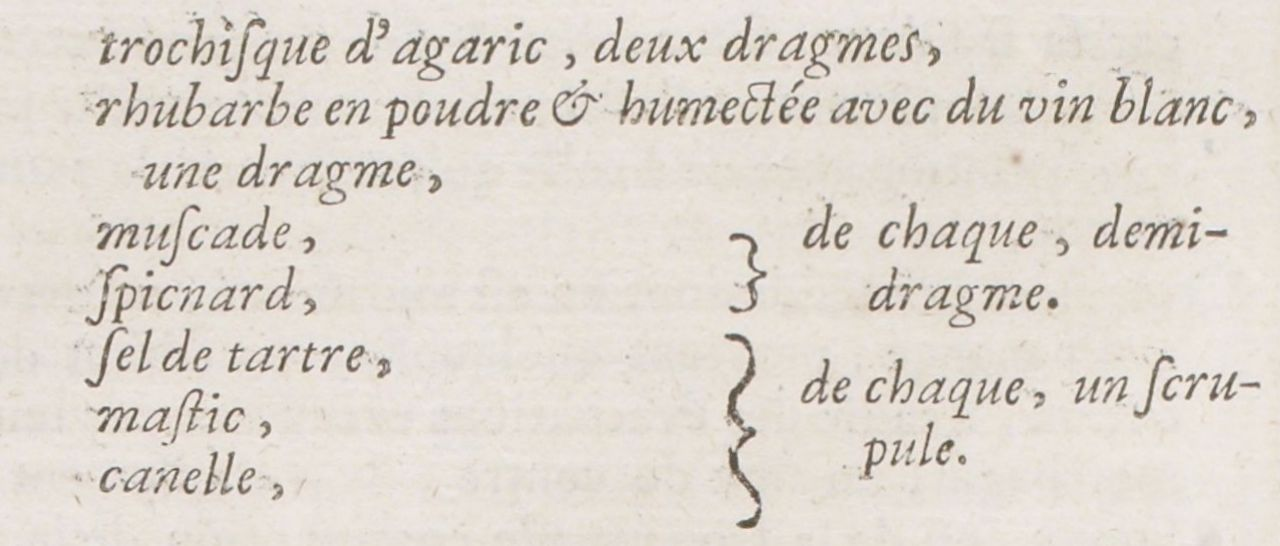 trochiſque d'agaric, deux dragmes,
rhubarbe en poudre & humectée avec du vin blanc,
une dragme,
muſcade,
ſpicnard,
de chaque, demi-
dragme.
ſel de tartre,
maſtic,
canelle,
de chaque, un ſcru-
pule.